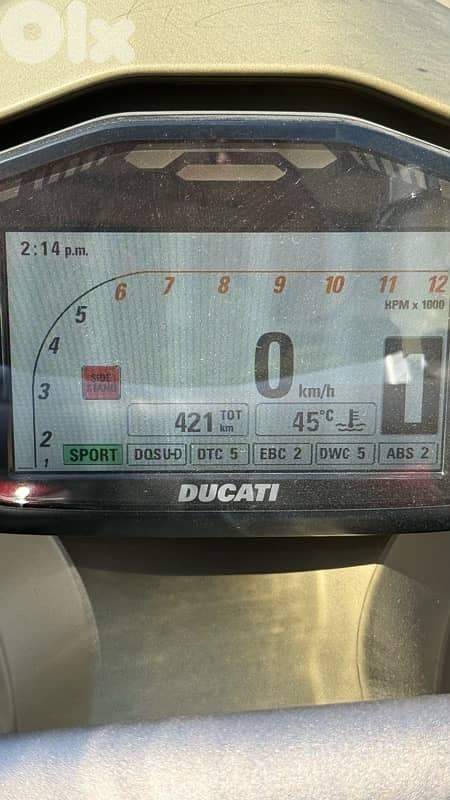 OLX
2:14 p.m.
6 7 8 9 10 11 12
5
RPM x 1000
4
0 km/h
1
SIDE STAND
3
421 TOT km 45°C
2
1
SPORT DQSU-D DTC 5 EBC 2 DWC 5 ABS 2
DUCATI